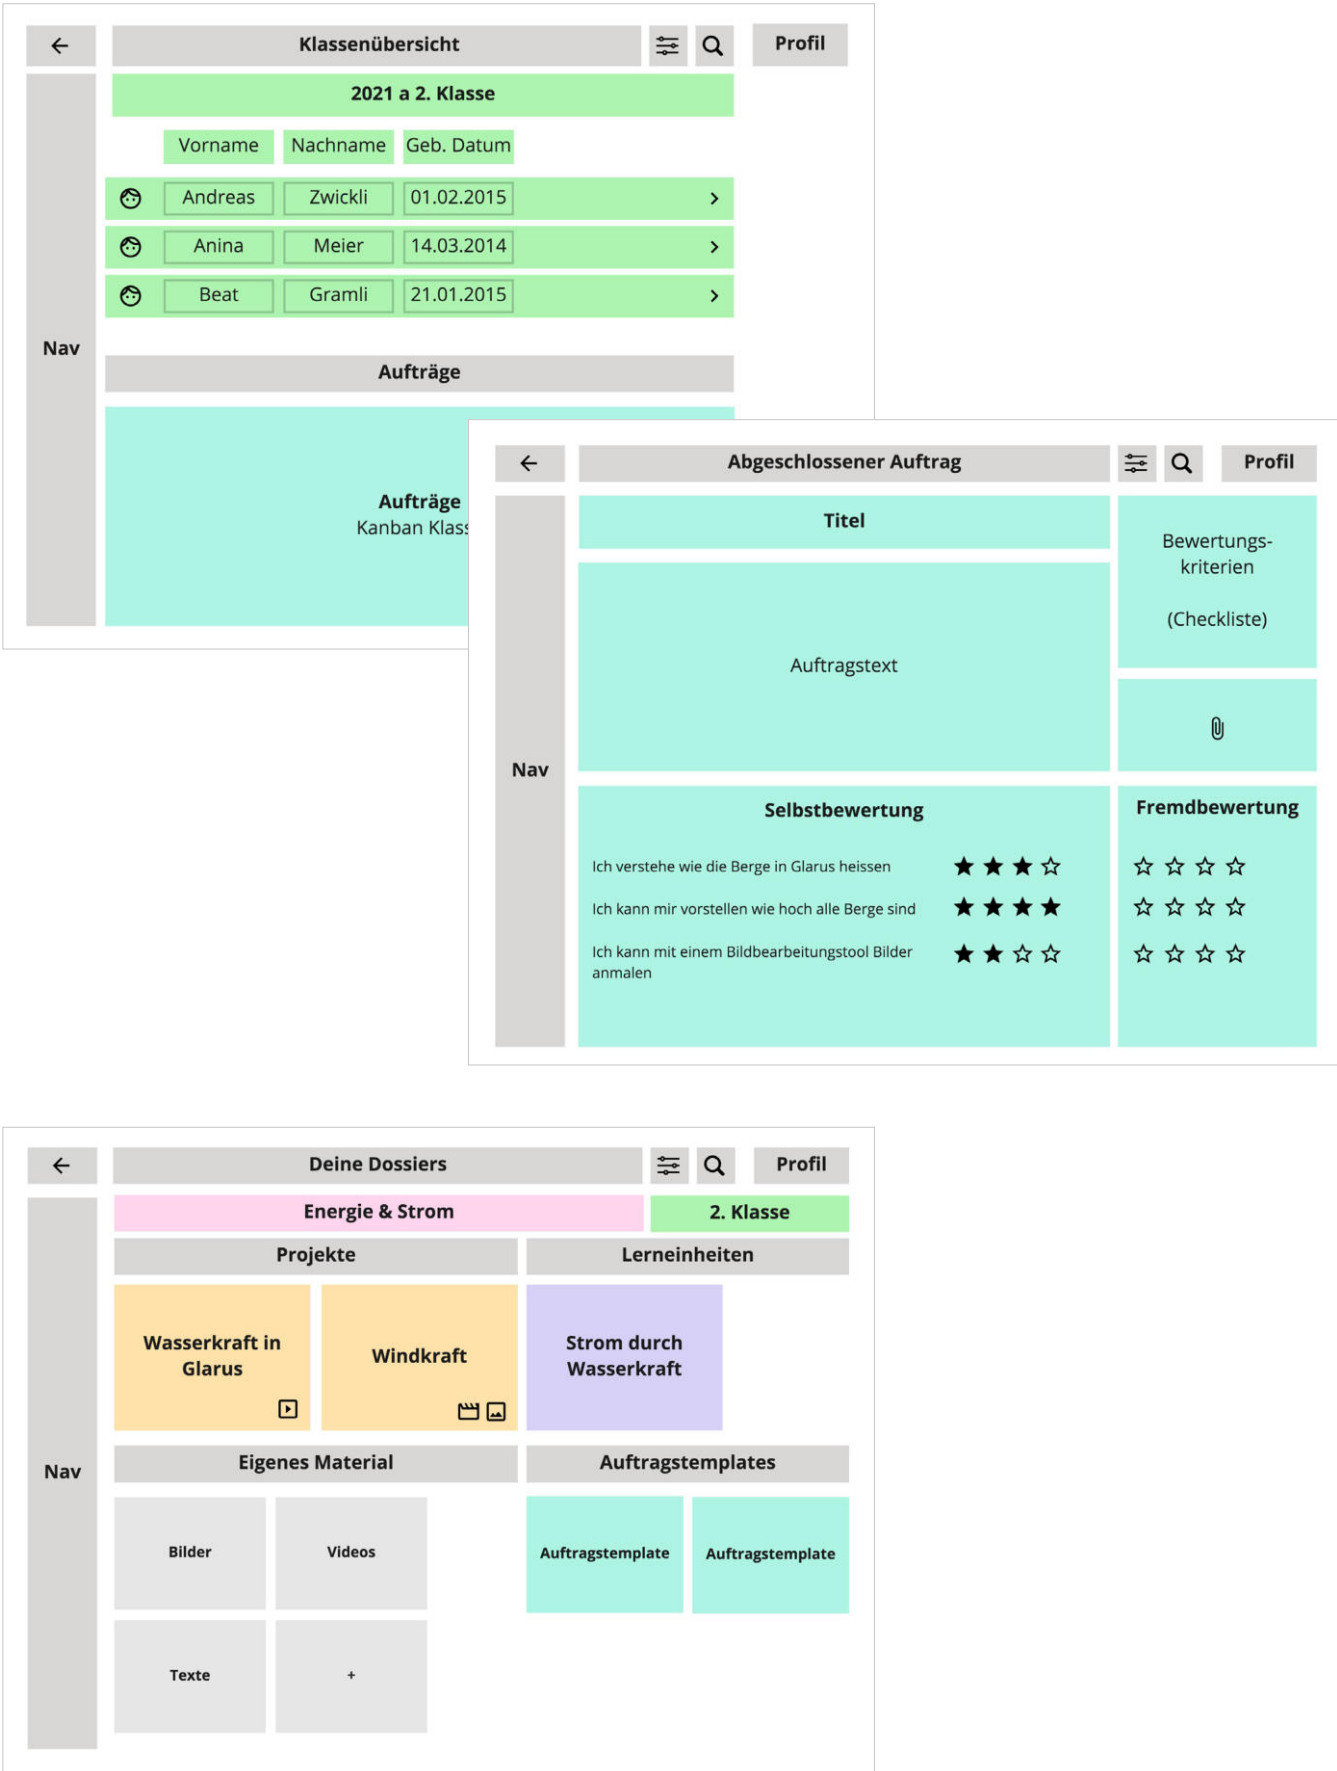 Klassenübersicht
Profil
2021 a 2. Klasse
Vorname Nachname Geb. Datum
Andreas Zwickli 01.02.2015
Anina Meier 14.03.2014
Beat Gramli 21.01.2015
Nav
Aufträge
Aufträge
Kanban Klass
Abgeschlossener Auftrag
Profil
Titel
Bewertungs-
kriterien
(Checkliste)
Auftragstext
Nav
Selbstbewertung
Fremdbewertung
Ich verstehe wie die Berge in Glarus heissen
Ich kann mir vorstellen wie hoch alle Berge sind
Ich kann mit einem Bildbearbeitungstool Bilder
anmalen
Deine Dossiers
Profil
Energie & Strom
2. Klasse
Projekte
Lerneinheiten
Wasserkraft in
Glarus
Windkraft
Strom durch
Wasserkraft
Nav
Eigenes Material
Auftragstemplates
Bilder
Videos
Auftragstemplate
Auftragstemplate
Texte
+